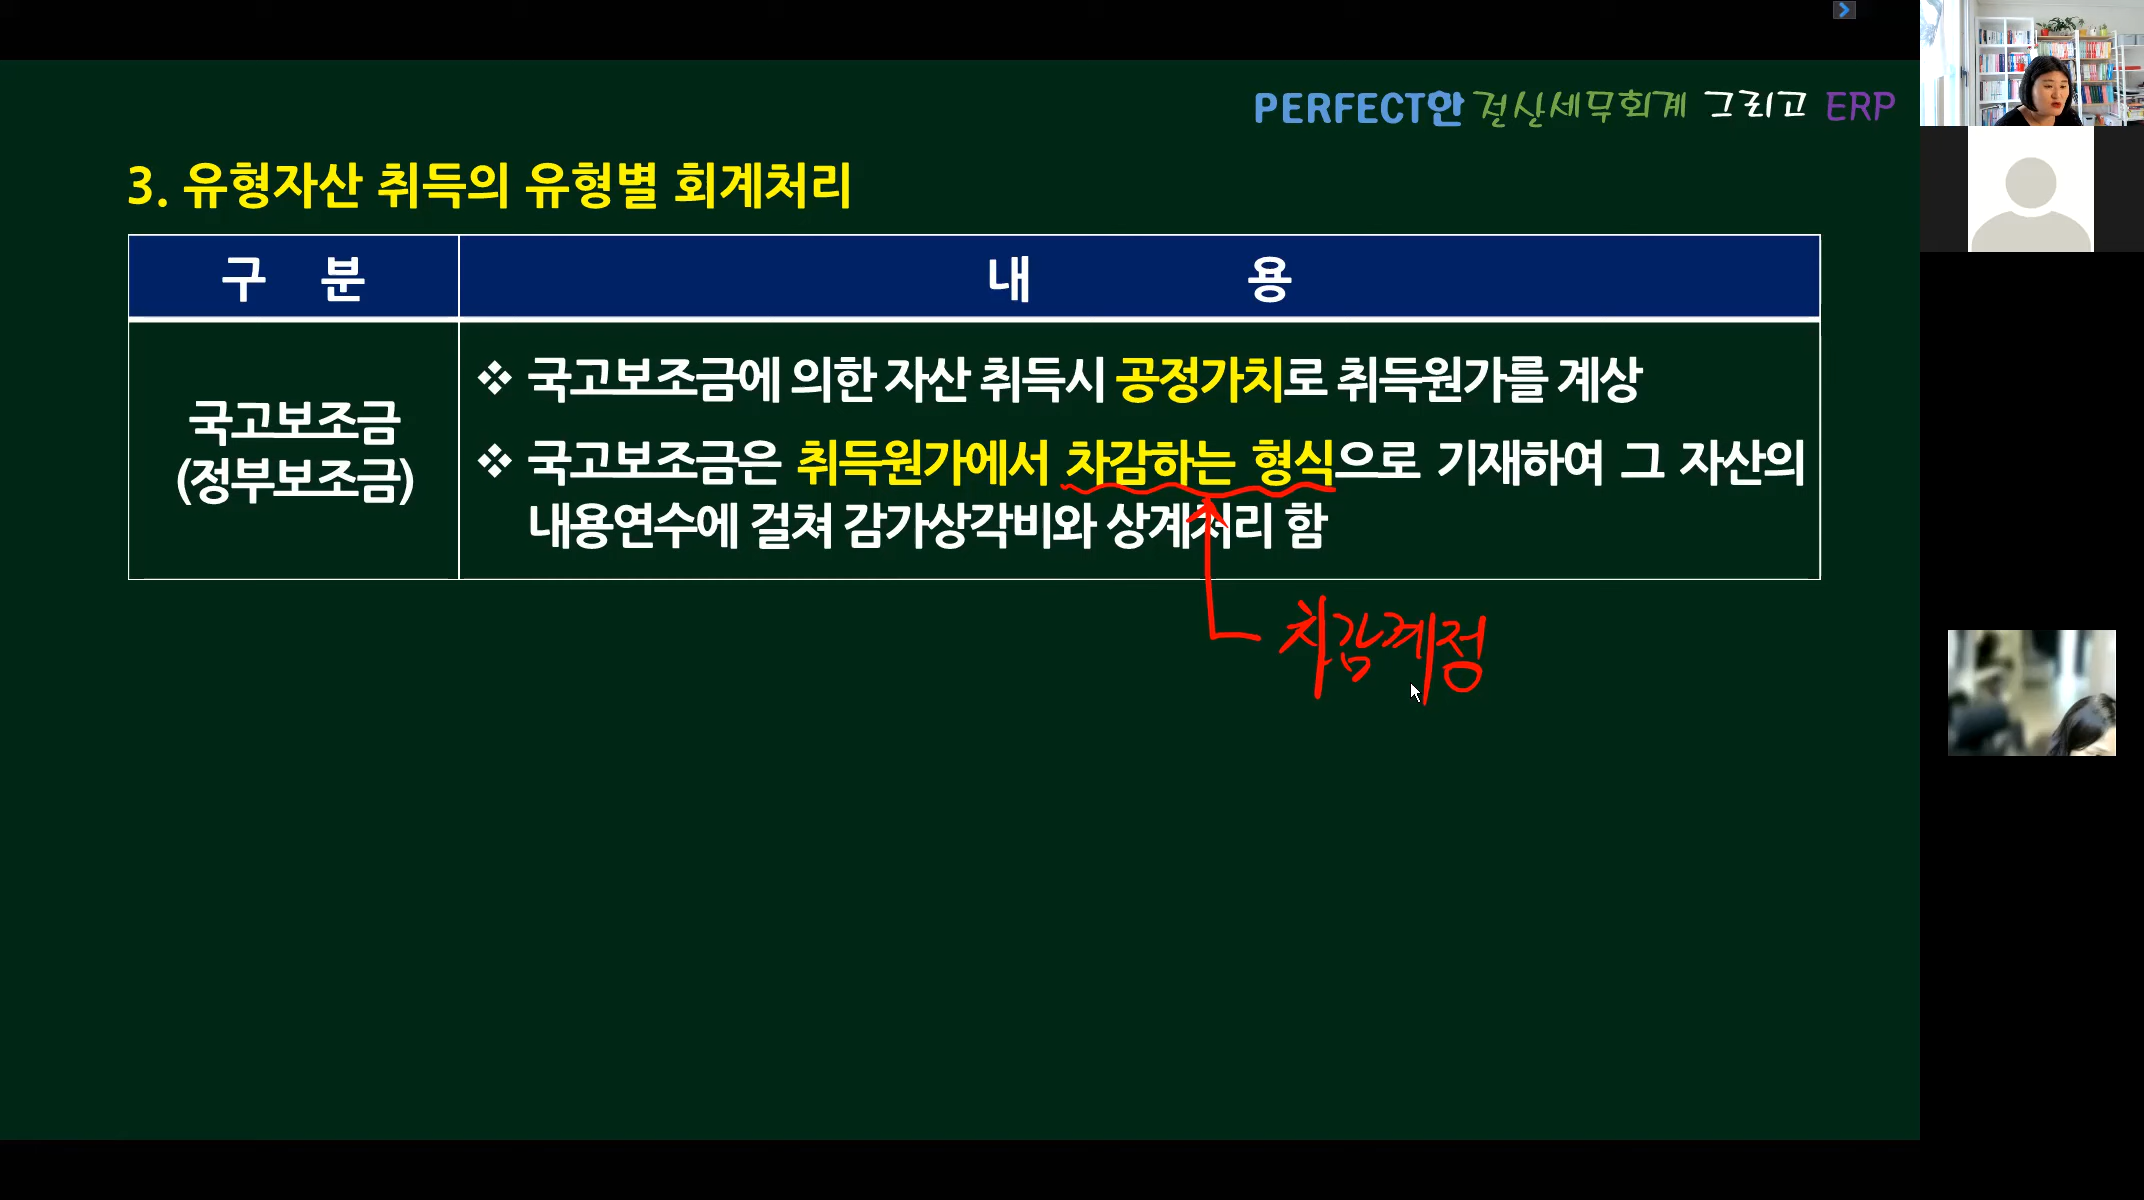 PERFECT한 전산세무회계 그리고 ERP
3. 유형자산 취득의 유형별 회계처리
구 분
내 용
국고보조금
(정부보조금)
❖ 국고보조금에 의한 자산 취득시 공정가치로 취득원가를 계상
❖ 국고보조금은 취득원가에서 차감하는 형식으로 기재하여 그 자산의
내용연수에 걸쳐 감가상각비와 상계처리 함
차감계정